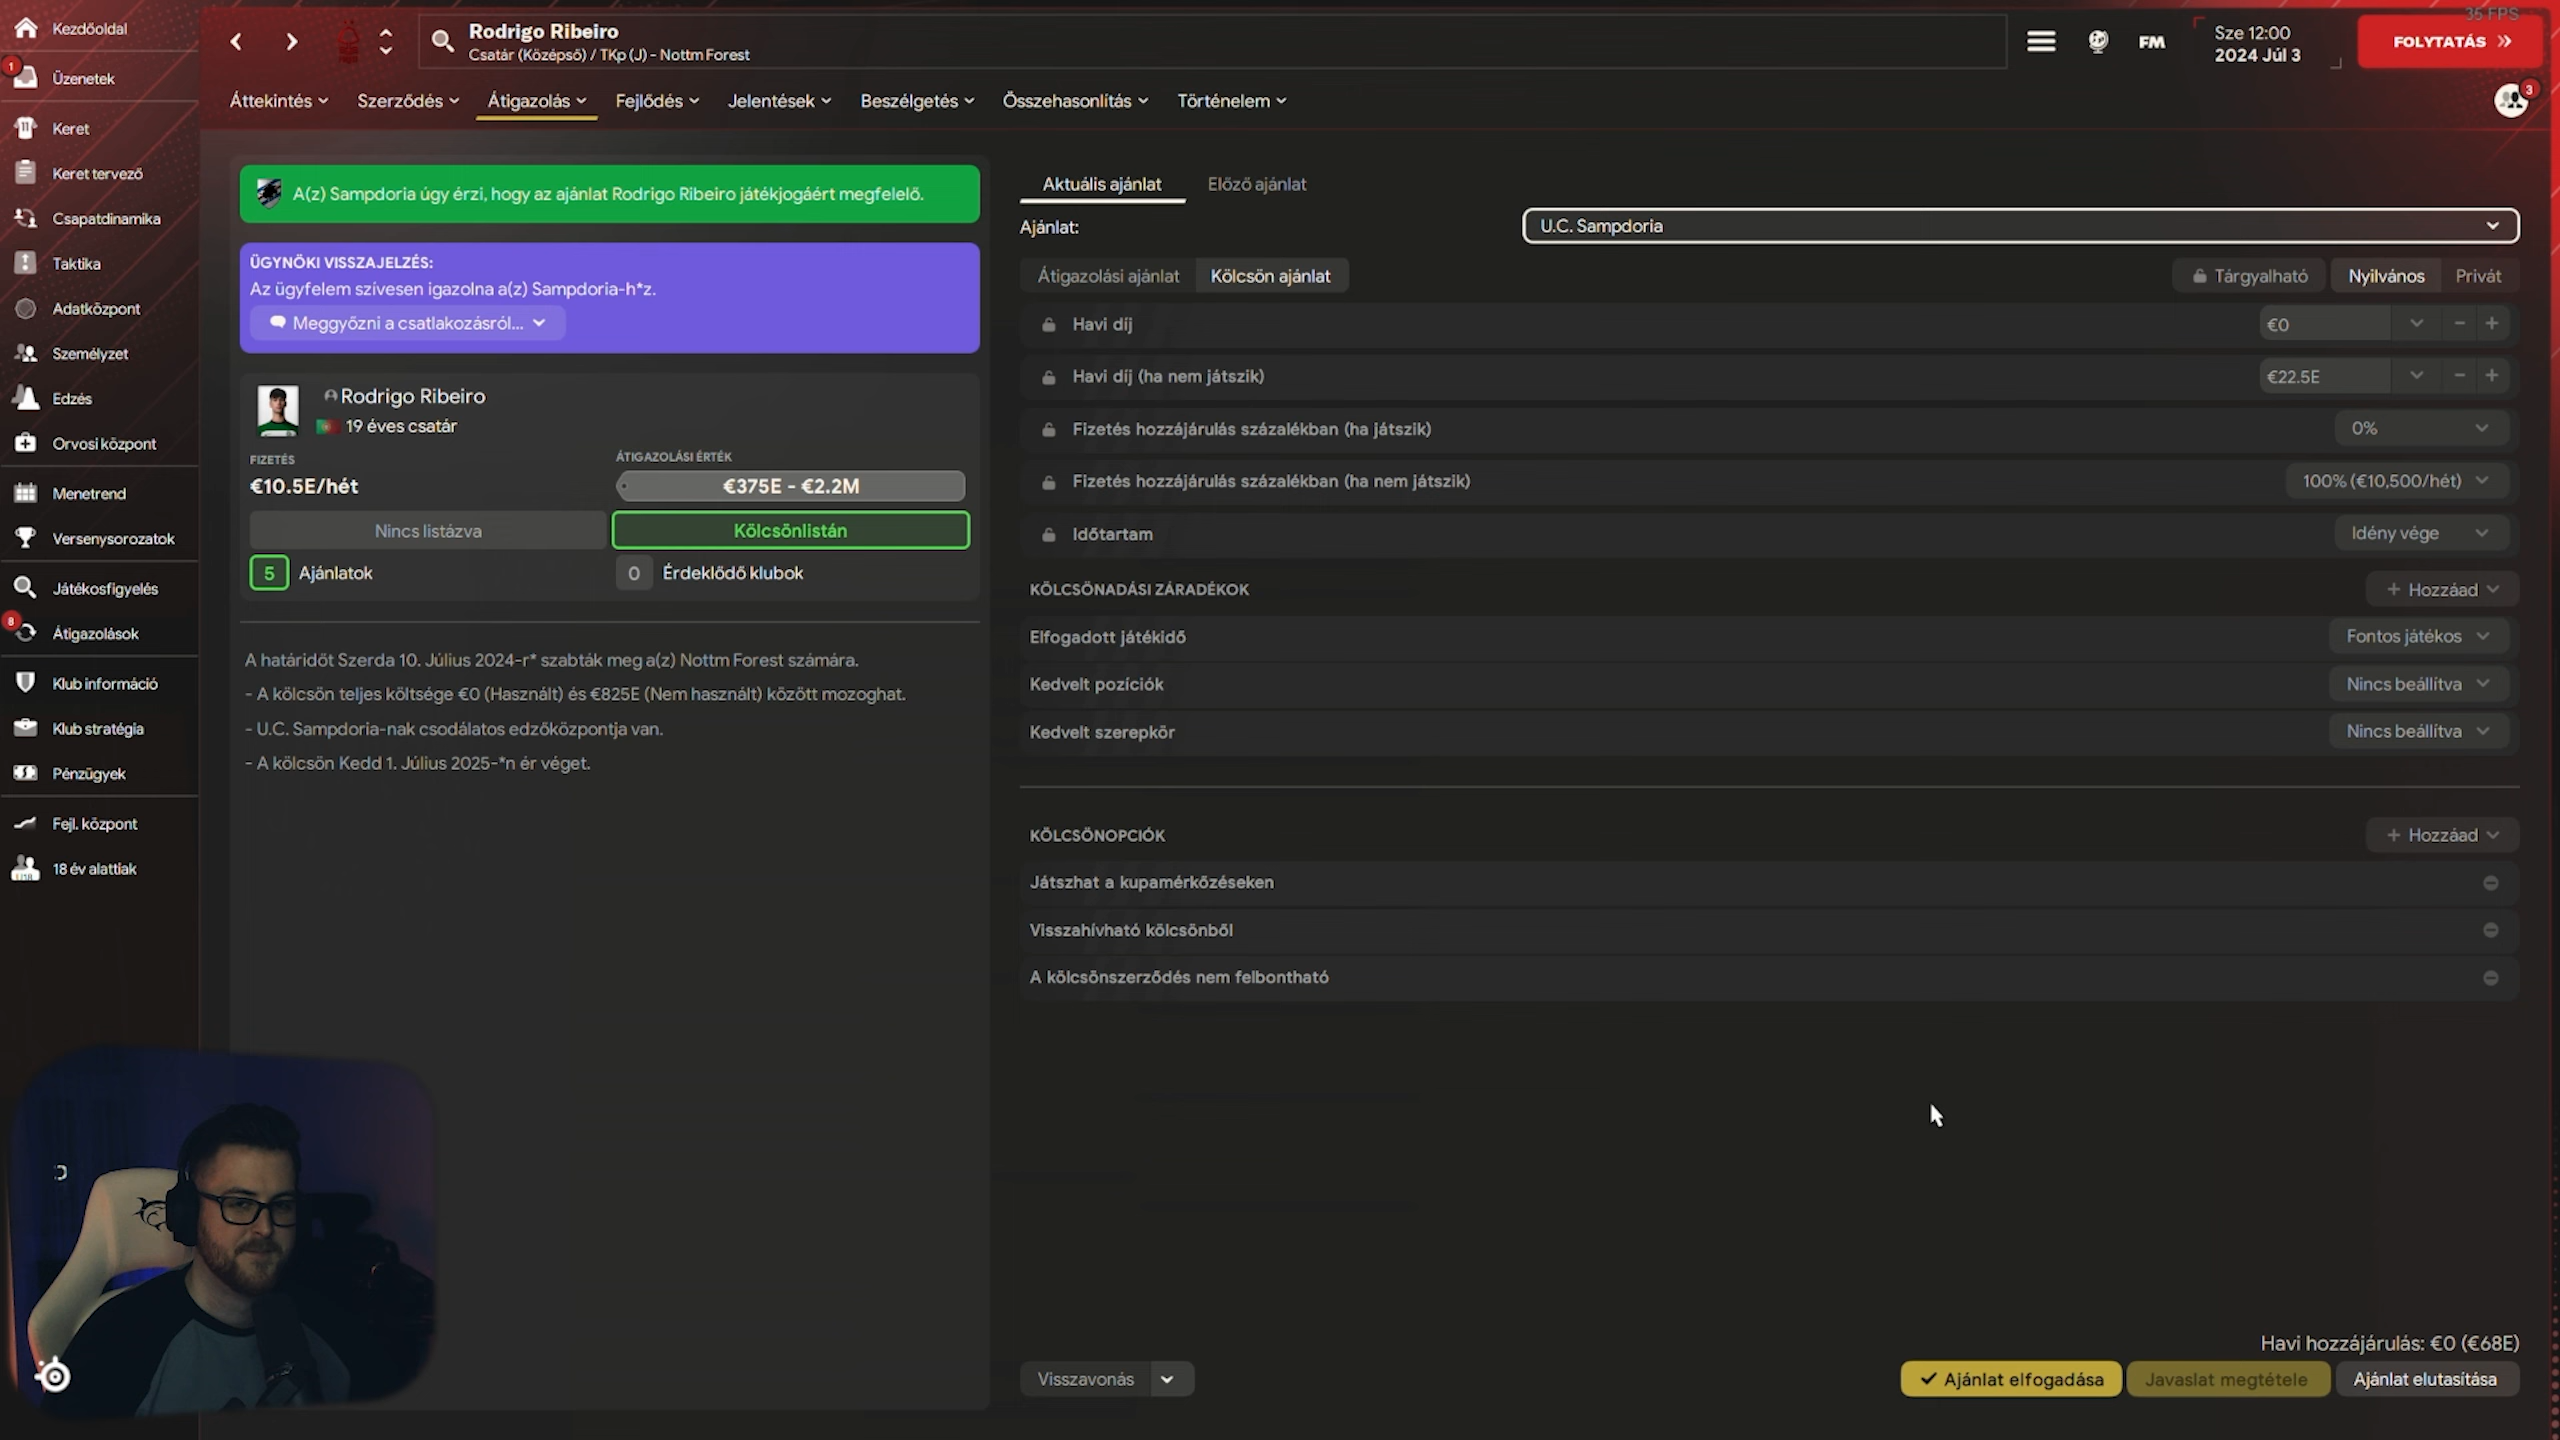 Kezdőoldal
1
Üzenetek
Keret
Keret tervező
Csapatdinamika
Taktika
Adatközpont
Személyzet
Edzés
Orvosi központ
Menetrend
Versenysorozatok
Játékosfigyelés
8
Átigazolások
Klub információ
Klub stratégia
Pénzügyek
Fejl. központ
18 év alattiak
Rodrigo Ribeiro
Csatár (Középső) / TKp (J) - Nottm Forest
FM
Sze 12:00
2024 Júl 3
35 FPS
FOLYTATÁS
Áttekintés
Szerződés
Átigazolás
Fejlődés
Jelentések
Beszélgetés
Összehasonlítás
Történelem
3
A(z) Sampdoria úgy érzi, hogy az ajánlat Rodrigo Ribeiro játékjogáért megfelelő.
ÜGYNÖKI VISSZAJELZÉS:
Az ügyfelem szívesen igazolna a(z) Sampdoria-h*z.
Meggyőzni a csatlakozásról...
Rodrigo Ribeiro
19 éves csatár
FIZETÉS
€10.5E/hét
ÁTIGAZOLÁSI ÉRTÉK
€375E - €2.2M
Nincs listázva
Kölcsönlistán
5 Ajánlatok
0 Érdeklődő klubok
A határidőt Szerda 10. Július 2024-r* szabták meg a(z) Nottm Forest számára.
- A kölcsön teljes költsége €0 (Használt) és €825E (Nem használt) között mozoghat.
- U.C. Sampdoria-nak csodálatos edzőközpontja van.
- A kölcsön Kedd 1. Július 2025-*n ér véget.
Aktuális ajánlat
Előző ajánlat
Ajánlat:
U.C. Sampdoria
Átigazolási ajánlat
Kölcsön ajánlat
Tárgyalható
Nyilvános
Privát
Havi díj
€0
Havi díj (ha nem játszik)
€22.5E
Fizetés hozzájárulás százalékban (ha játszik)
0%
Fizetés hozzájárulás százalékban (ha nem játszik)
100% (€10,500/hét)
Időtartam
Idény vége
KÖLCSÖNADÁSI ZÁRADÉKOK
+ Hozzáad
Elfogadott játékidő
Fontos játékos
Kedvelt pozíciók
Nincs beállítva
Kedvelt szerepkör
Nincs beállítva
KÖLCSÖNOPCIÓK
+ Hozzáad
Játszhat a kupamérkőzéseken
Visszahívható kölcsönből
A kölcsönszerződés nem felbontható
Havi hozzájárulás: €0 (€68E)
Visszavonás
Ajánlat elfogadása
Javaslat megtétele
Ajánlat elutasítása